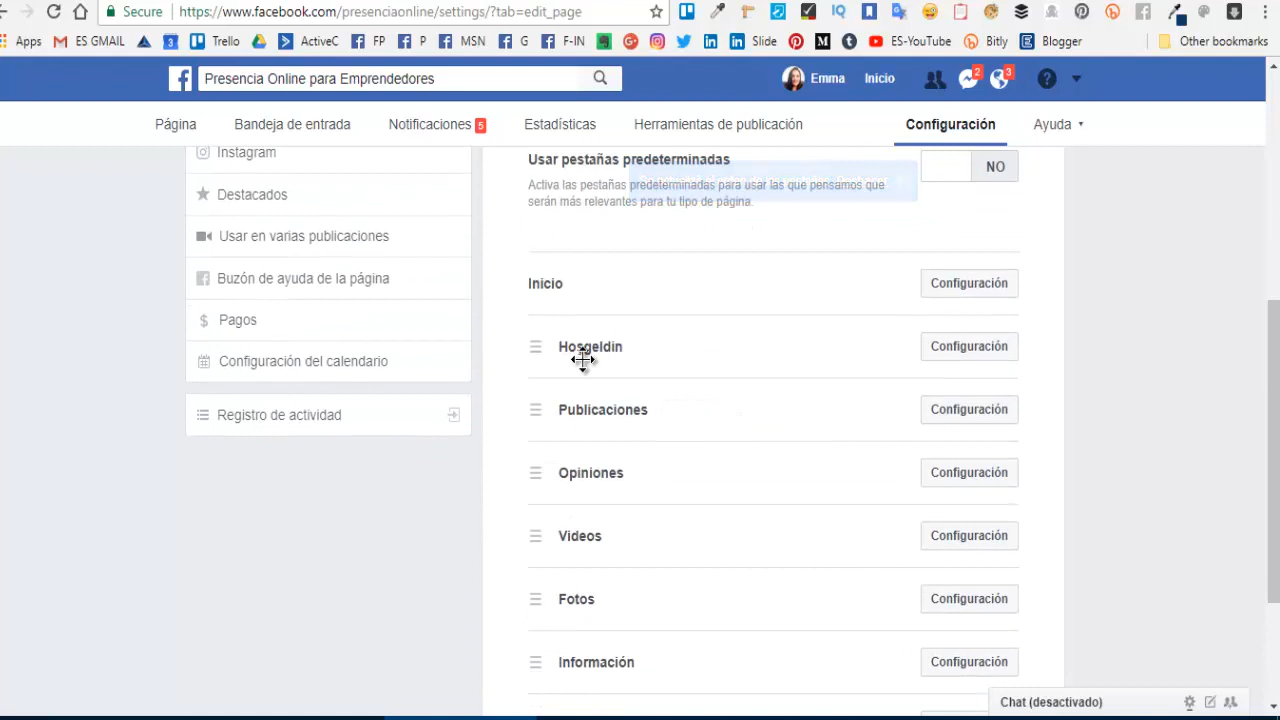 Secure https://www.facebook.com/presenciaonline/settings/?tab=edit_page
Apps ES GMAIL Trello ActiveC FP P MSN G F-IN Slide ES-YouTube Bitly Blogger Other bookmarks
Presencia Online para Emprendedores Emma Inicio 2 3
Página Bandeja de entrada Notificaciones 5 Estadísticas Herramientas de publicación Configuración Ayuda
Instagram
Destacados
Usar en varias publicaciones
Buzón de ayuda de la página
Pagos
Configuración del calendario
Registro de actividad
Usar pestañas predeterminadas NO
Activa las pestañas predeterminadas para usar las que pensamos que
serán más relevantes para tu tipo de página.
Inicio Configuración
Hosgeldin Configuración
Publicaciones Configuración
Opiniones Configuración
Videos Configuración
Fotos Configuración
Información Configuración
Chat (desactivado)